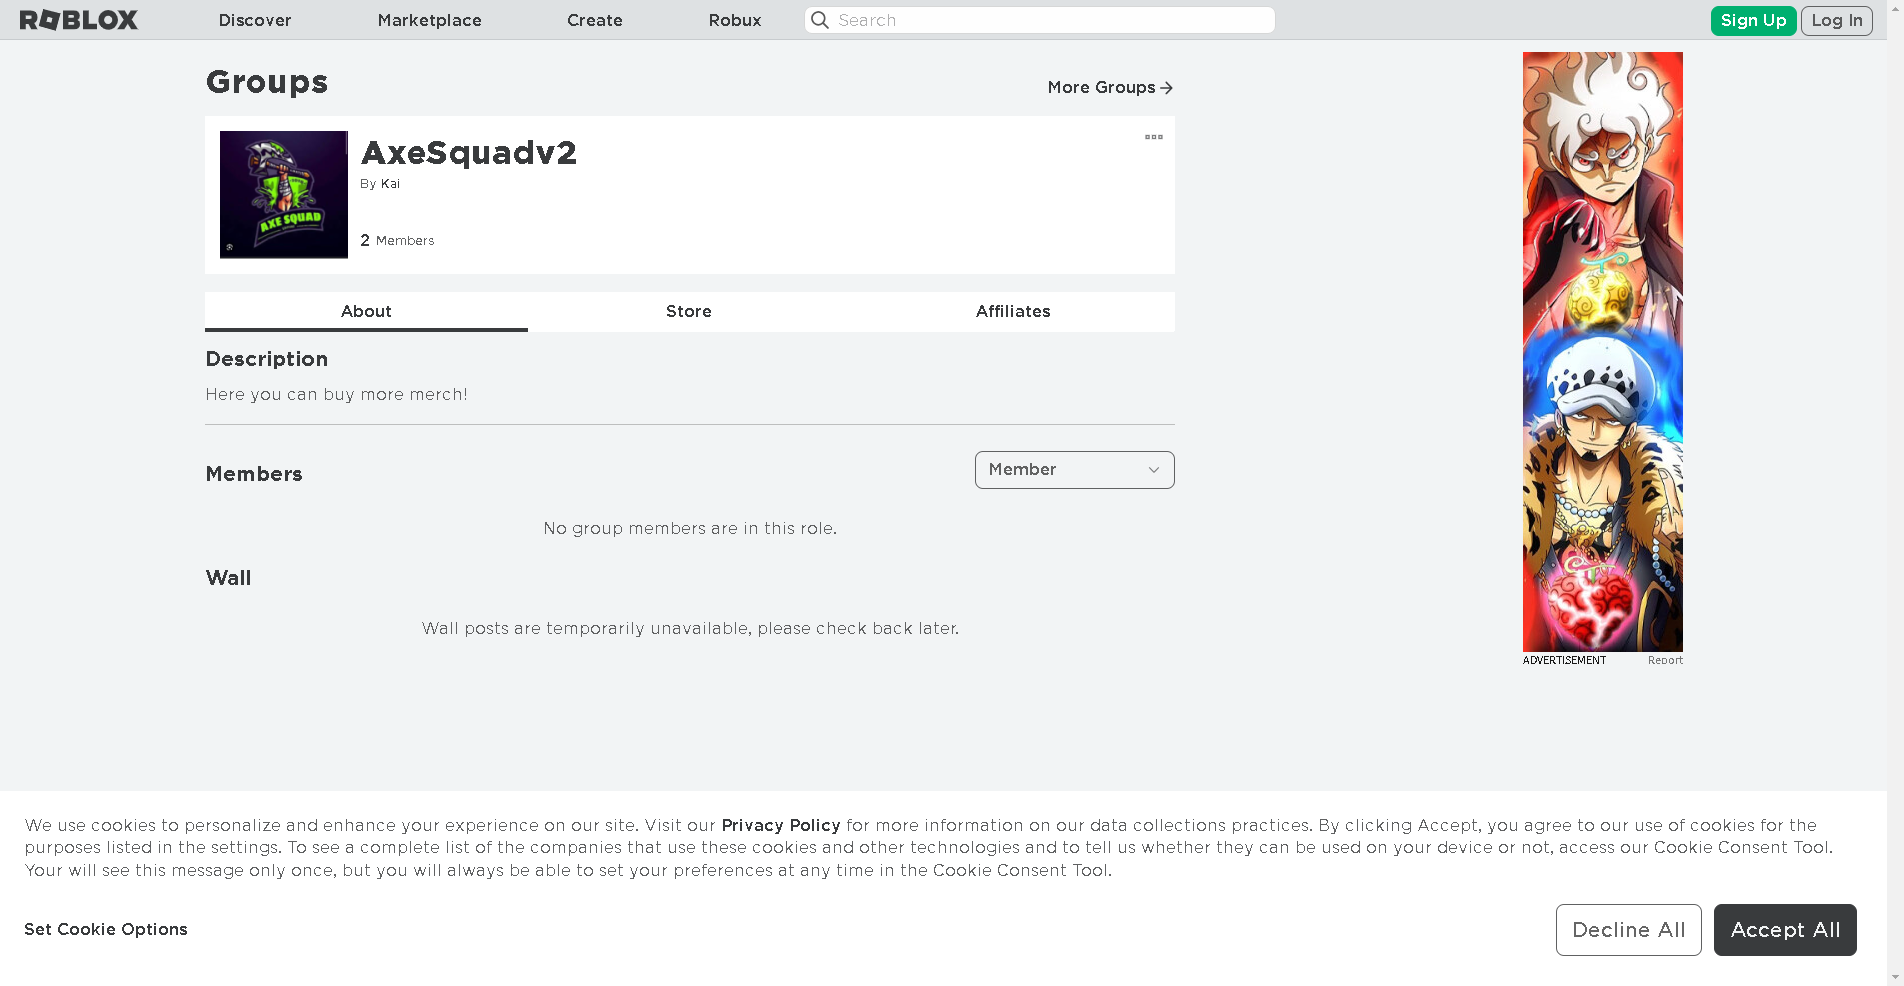 ROBLOX
Discover
Marketplace
Create
Robux
Search
Sign Up
Log In
Groups
More Groups
AXE SQUAD
AxeSquadv2
By Kai
2 Members
About
Store
Affiliates
Description
Here you can buy more merch!
Members
Member
No group members are in this role.
Wall
Wall posts are temporarily unavailable, please check back later.
ADVERTISEMENT
Report
We use cookies to personalize and enhance your experience on our site. Visit our Privacy Policy for more information on our data collections practices. By clicking Accept, you agree to our use of cookies for the
purposes listed in the settings. To see a complete list of the companies that use these cookies and other technologies and to tell us whether they can be used on your device or not, access our Cookie Consent Tool.
Your will see this message only once, but you will always be able to set your preferences at any time in the Cookie Consent Tool.
Set Cookie Options
Decline All
Accept All